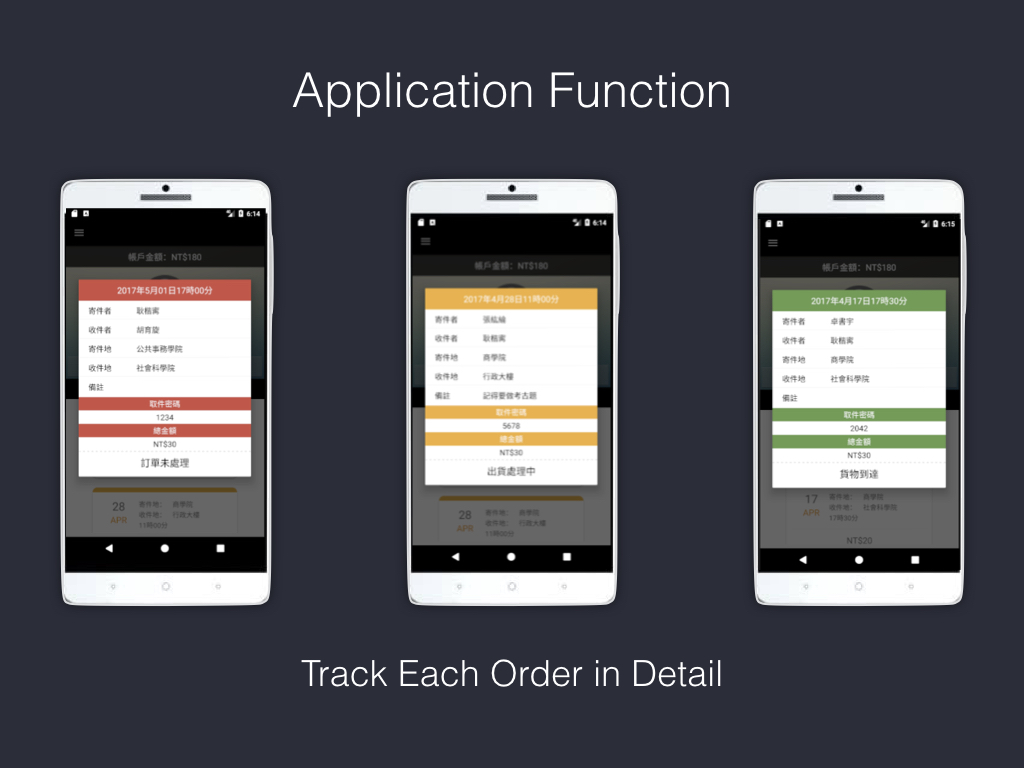 Application Function
6:14
帳戶金額: NT$180
2017年5月01日17時00分
寄件者 耿楷寗
收件者 胡育旋
寄件地 公共事務學院
收件地 社會科學院
備註
取件密碼
1234
總金額
NT$30
訂單未處理
28 寄件地: 商學院
APR 收件地: 行政大樓
11時00分
6:14
帳戶金額: NT$180
2017年4月28日11時00分
寄件者
收件者 耿楷寗
寄件地 商學院
收件地 行政大樓
備註 記得要做考古題
取件密碼
5678
總金額
NT$30
出貨處理中
28 寄件地: 商學院
APR 收件地: 行政大樓
11時00分
6:15
帳戶金額: NT$180
2017年4月17日17時30分
寄件者 卓書宇
收件者 耿楷寗
寄件地 商學院
收件地 社會科學院
備註
取件密碼
2042
總金額
NT$30
貨物到達
17 寄件地: 商學院
APR 收件地: 社會科學院
17時30分
NT$20
Track Each Order in Detail